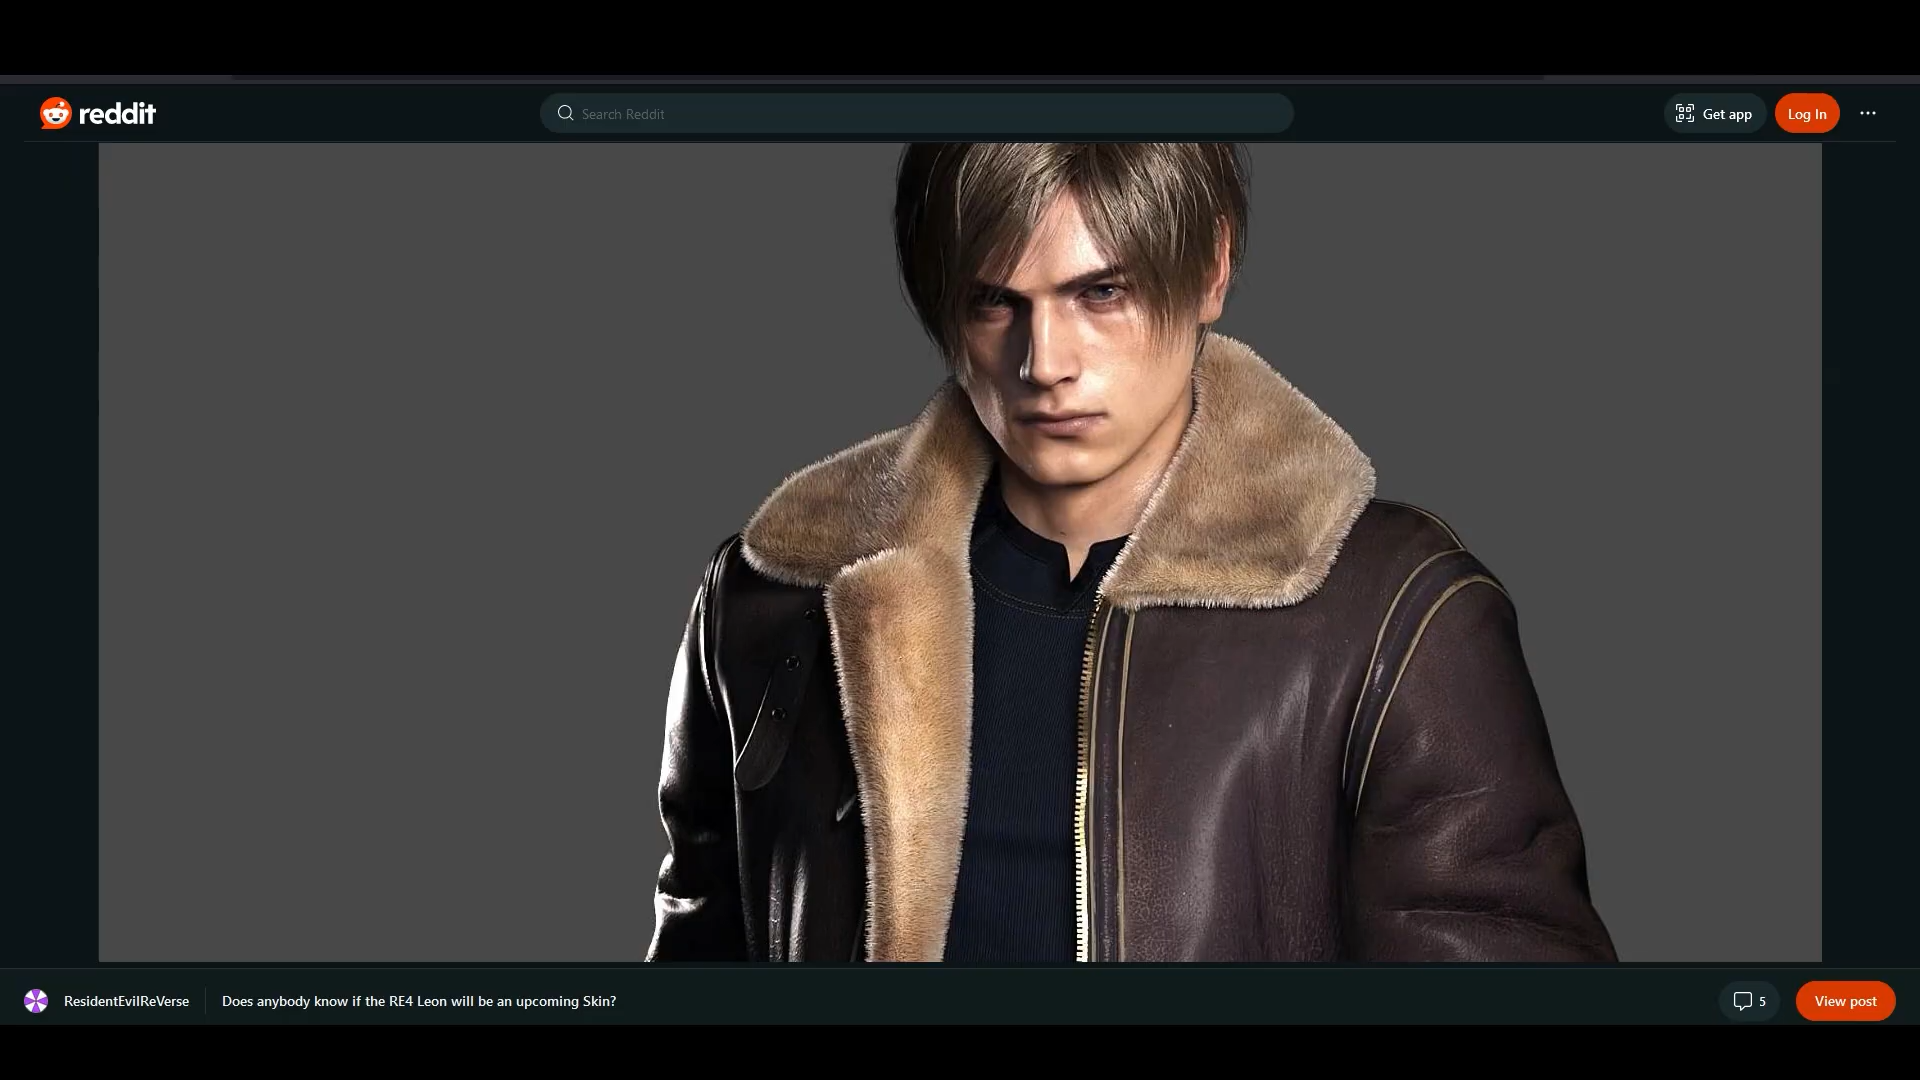 reddit
Search Reddit
Get app
Log In
ResidentEvilReVerse
Does anybody know if the RE4 Leon will be an upcoming Skin?
5
View post